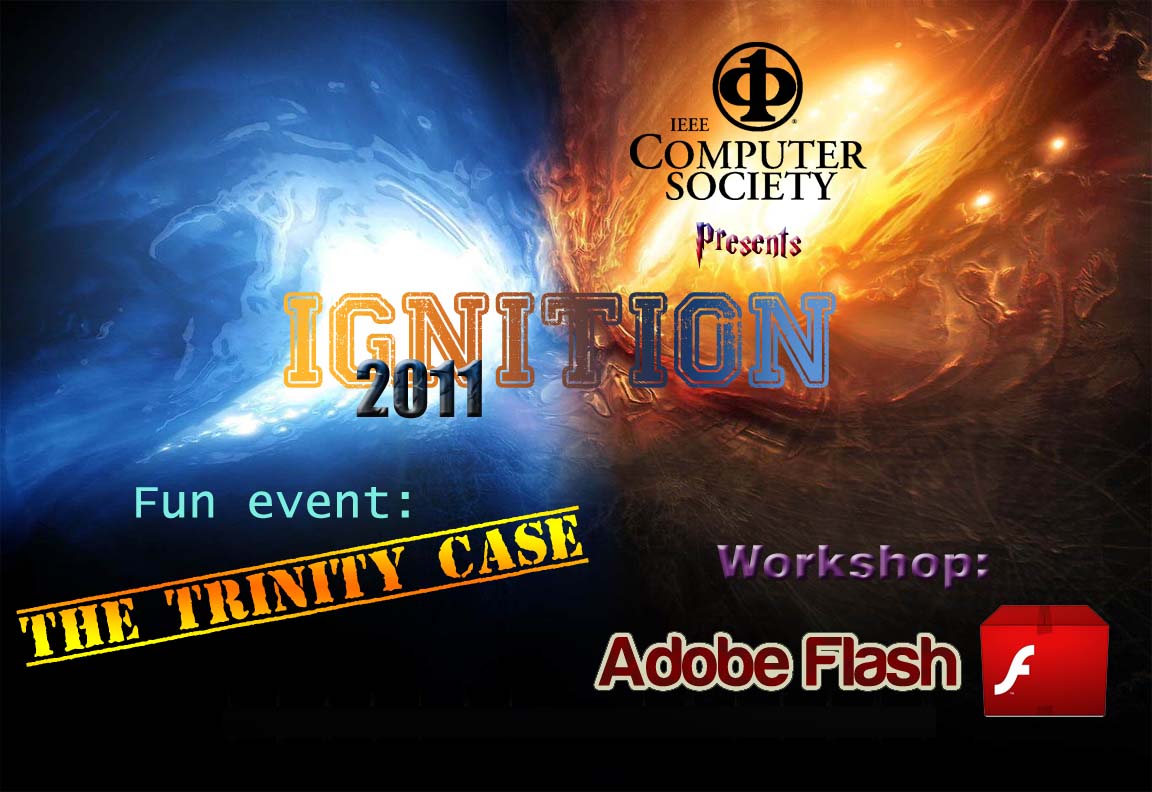 IEEE
COMPUTER
SOCIETY
Presents
IGNITION
2011
Fun event:
THE TRINITY CASE
Workshop:
Adobe Flash